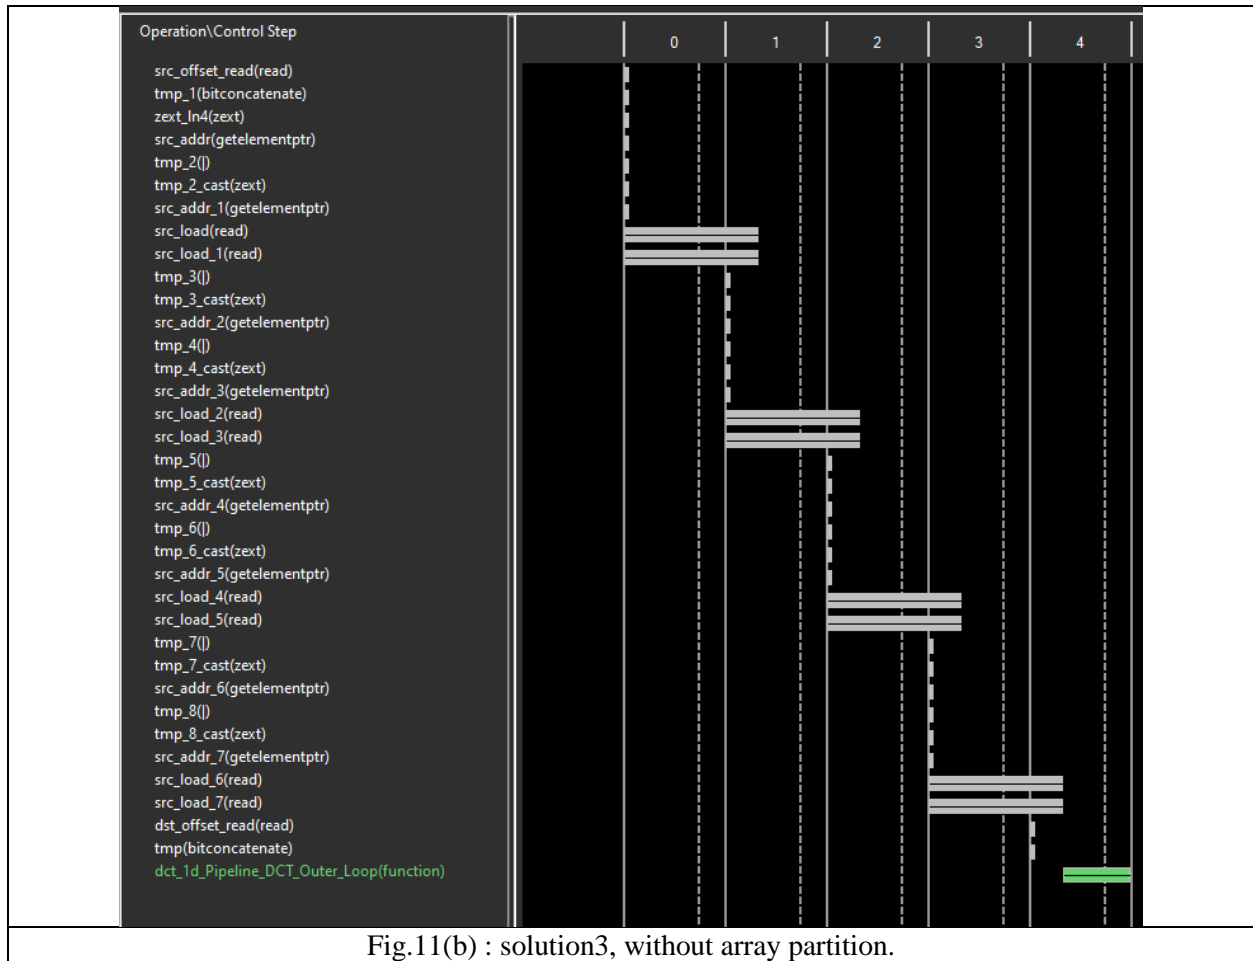 Operation\Control Step
0 1 2 3 4
src_offset_read(read)
tmp_1(bitconcatenate)
zext_ln4(zext)
src_addr(getelementptr)
tmp_2(|)
tmp_2_cast(zext)
src_addr_1(getelementptr)
src_load(read)
src_load_1(read)
tmp_3(|)
tmp_3_cast(zext)
src_addr_2(getelementptr)
tmp_4(|)
tmp_4_cast(zext)
src_addr_3(getelementptr)
src_load_2(read)
src_load_3(read)
tmp_5(|)
tmp_5_cast(zext)
src_addr_4(getelementptr)
tmp_6(|)
tmp_6_cast(zext)
src_addr_5(getelementptr)
src_load_4(read)
src_load_5(read)
tmp_7(|)
tmp_7_cast(zext)
src_addr_6(getelementptr)
tmp_8(|)
tmp_8_cast(zext)
src_addr_7(getelementptr)
src_load_6(read)
src_load_7(read)
dst_offset_read(read)
tmp(bitconcatenate)
dct_1d_Pipeline_DCT_Outer_Loop(function)
Fig.11(b) : solution3, without array partition.